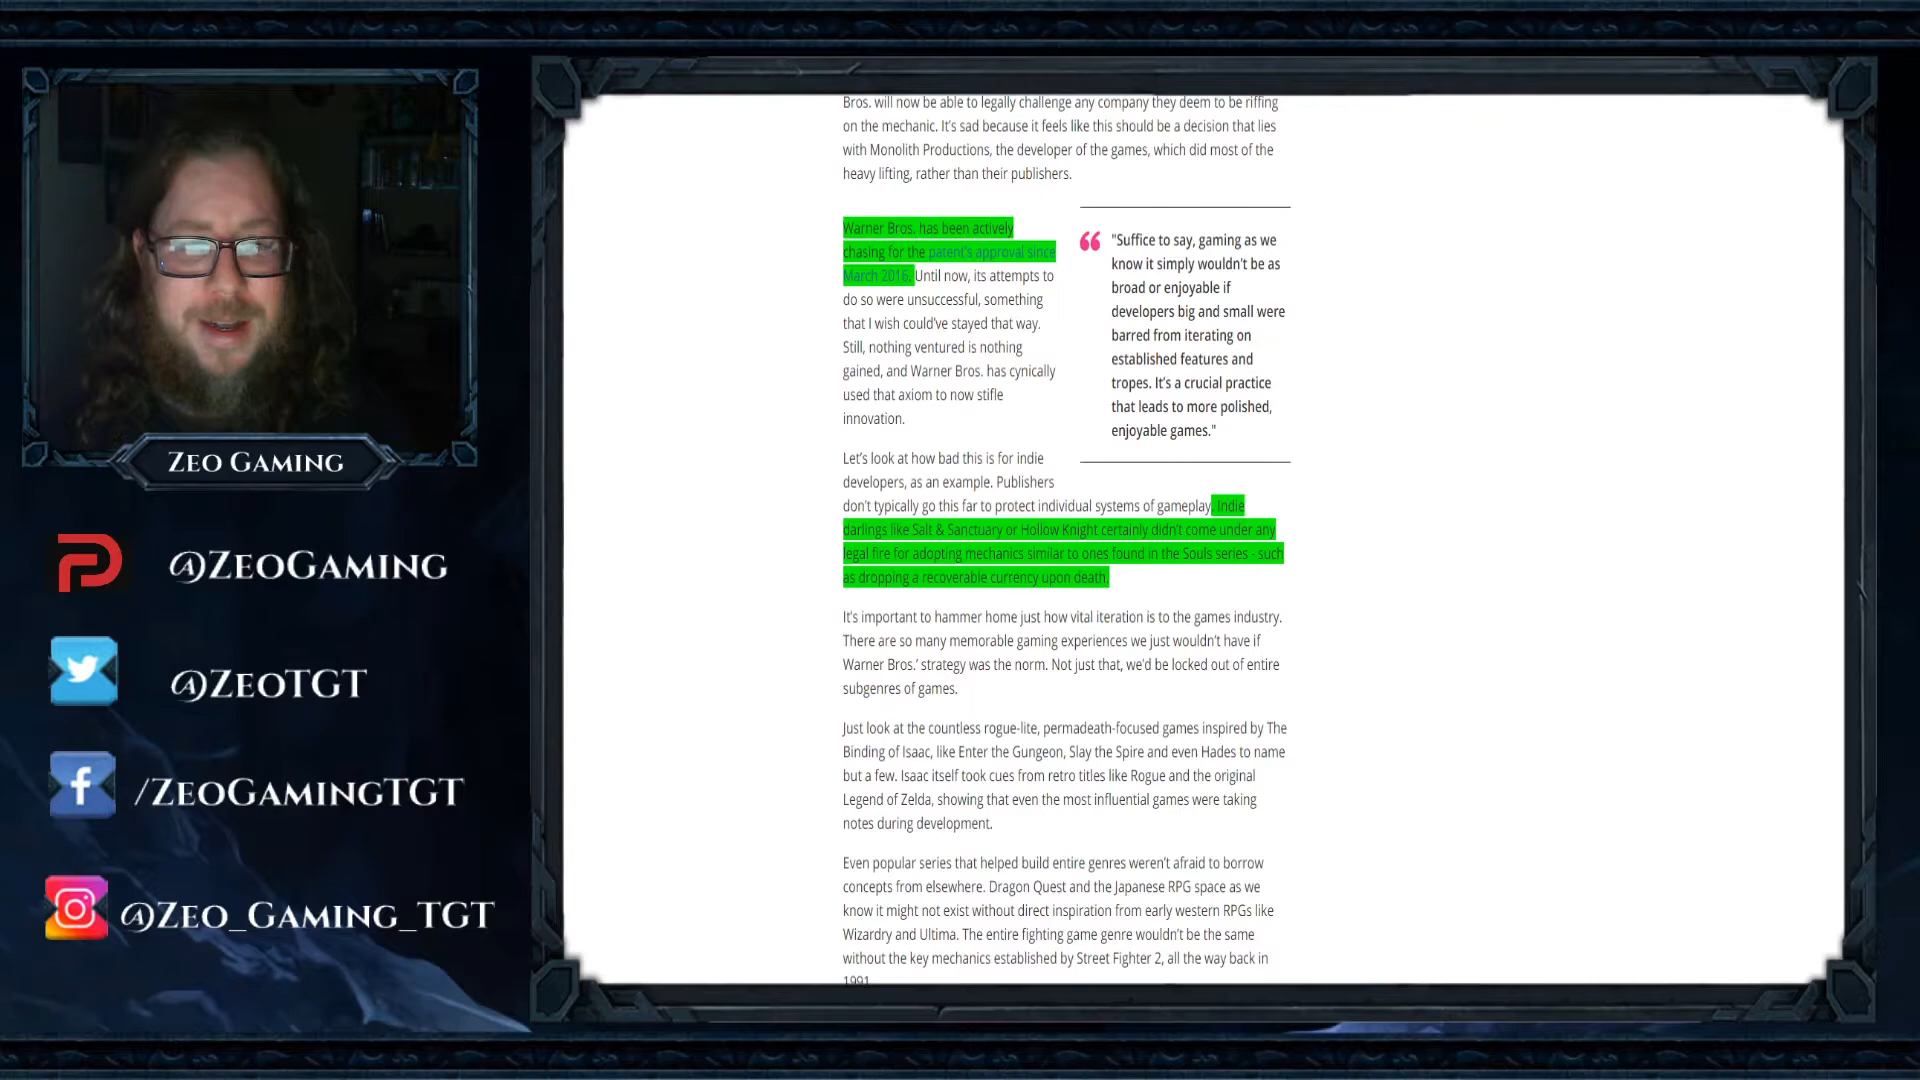 Zeo Gaming
@ZeoGaming
@ZeoTGT
/ZeoGamingTGT
@Zeo_Gaming_TGT
Bros. will now be able to legally challenge any company they deem to be riffing
on the mechanic. It's sad because it feels like this should be a decision that lies
with Monolith Productions, the developer of the games, which did most of the
heavy lifting, rather than their publishers.
Warner Bros. has been actively
chasing for the patent's approval since
March 2016. Until now, its attempts to
do so were unsuccessful, something
that I wish could've stayed that way.
Still, nothing ventured is nothing
gained, and Warner Bros. has cynically
used that axiom to now stifle
innovation.
"Suffice to say, gaming as we
know it simply wouldn't be as
broad or enjoyable if
developers big and small were
barred from iterating on
established features and
tropes. It's a crucial practice
that leads to more polished,
enjoyable games."
Let's look at how bad this is for indie
developers, as an example. Publishers
don't typically go this far to protect individual systems of gameplay. Indie
darlings like Salt & Sanctuary or Hollow Knight certainly didn't come under any
legal fire for adopting mechanics similar to ones found in the Souls series - such
as dropping a recoverable currency upon death.
It's important to hammer home just how vital iteration is to the games industry.
There are so many memorable gaming experiences we just wouldn't have if
Warner Bros.' strategy was the norm. Not just that, we'd be locked out of entire
subgenres of games.
Just look at the countless rogue-lite, permadeath-focused games inspired by The
Binding of Isaac, like Enter the Gungeon, Slay the Spire and even Hades to name
but a few. Isaac itself took cues from retro titles like Rogue and the original
Legend of Zelda, showing that even the most influential games were taking
notes during development.
Even popular series that helped build entire genres weren't afraid to borrow
concepts from elsewhere. Dragon Quest and the Japanese RPG space as we
know it might not exist without direct inspiration from early western RPGs like
Wizardry and Ultima. The entire fighting game genre wouldn't be the same
without the key mechanics established by Street Fighter 2, all the way back in
1991